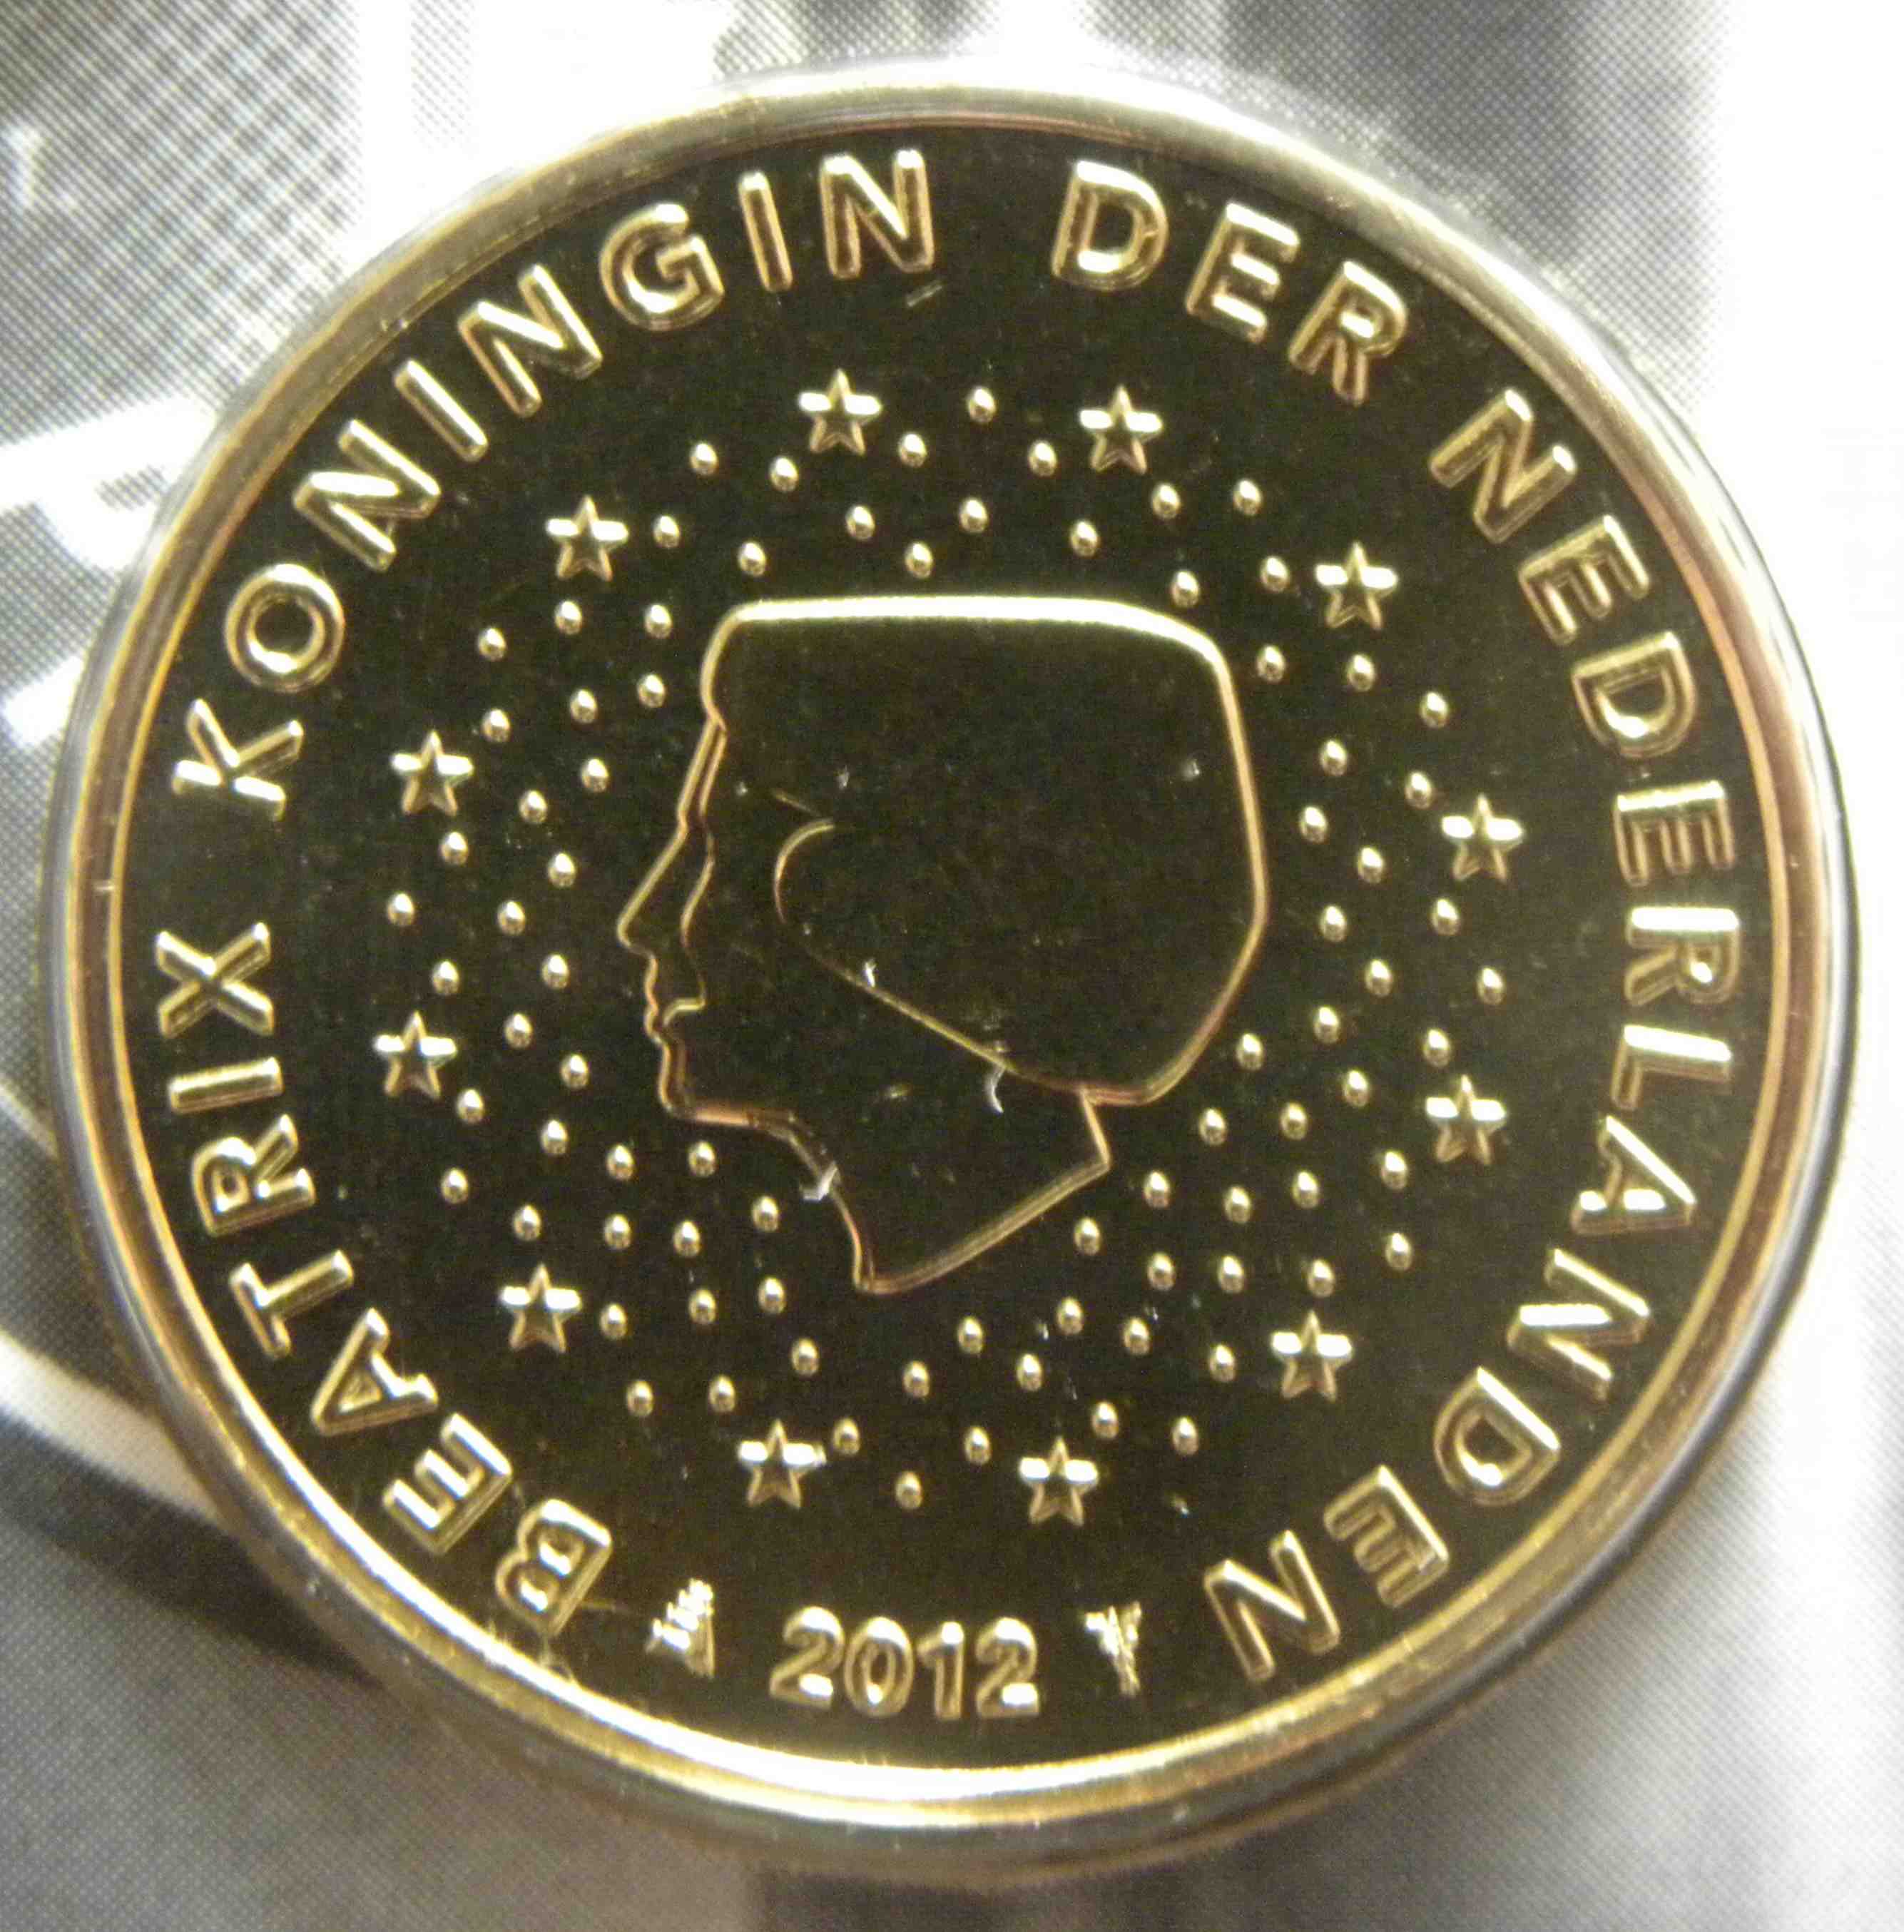 BEATRIX KONINGIN DER NEDERLANDEN
2012